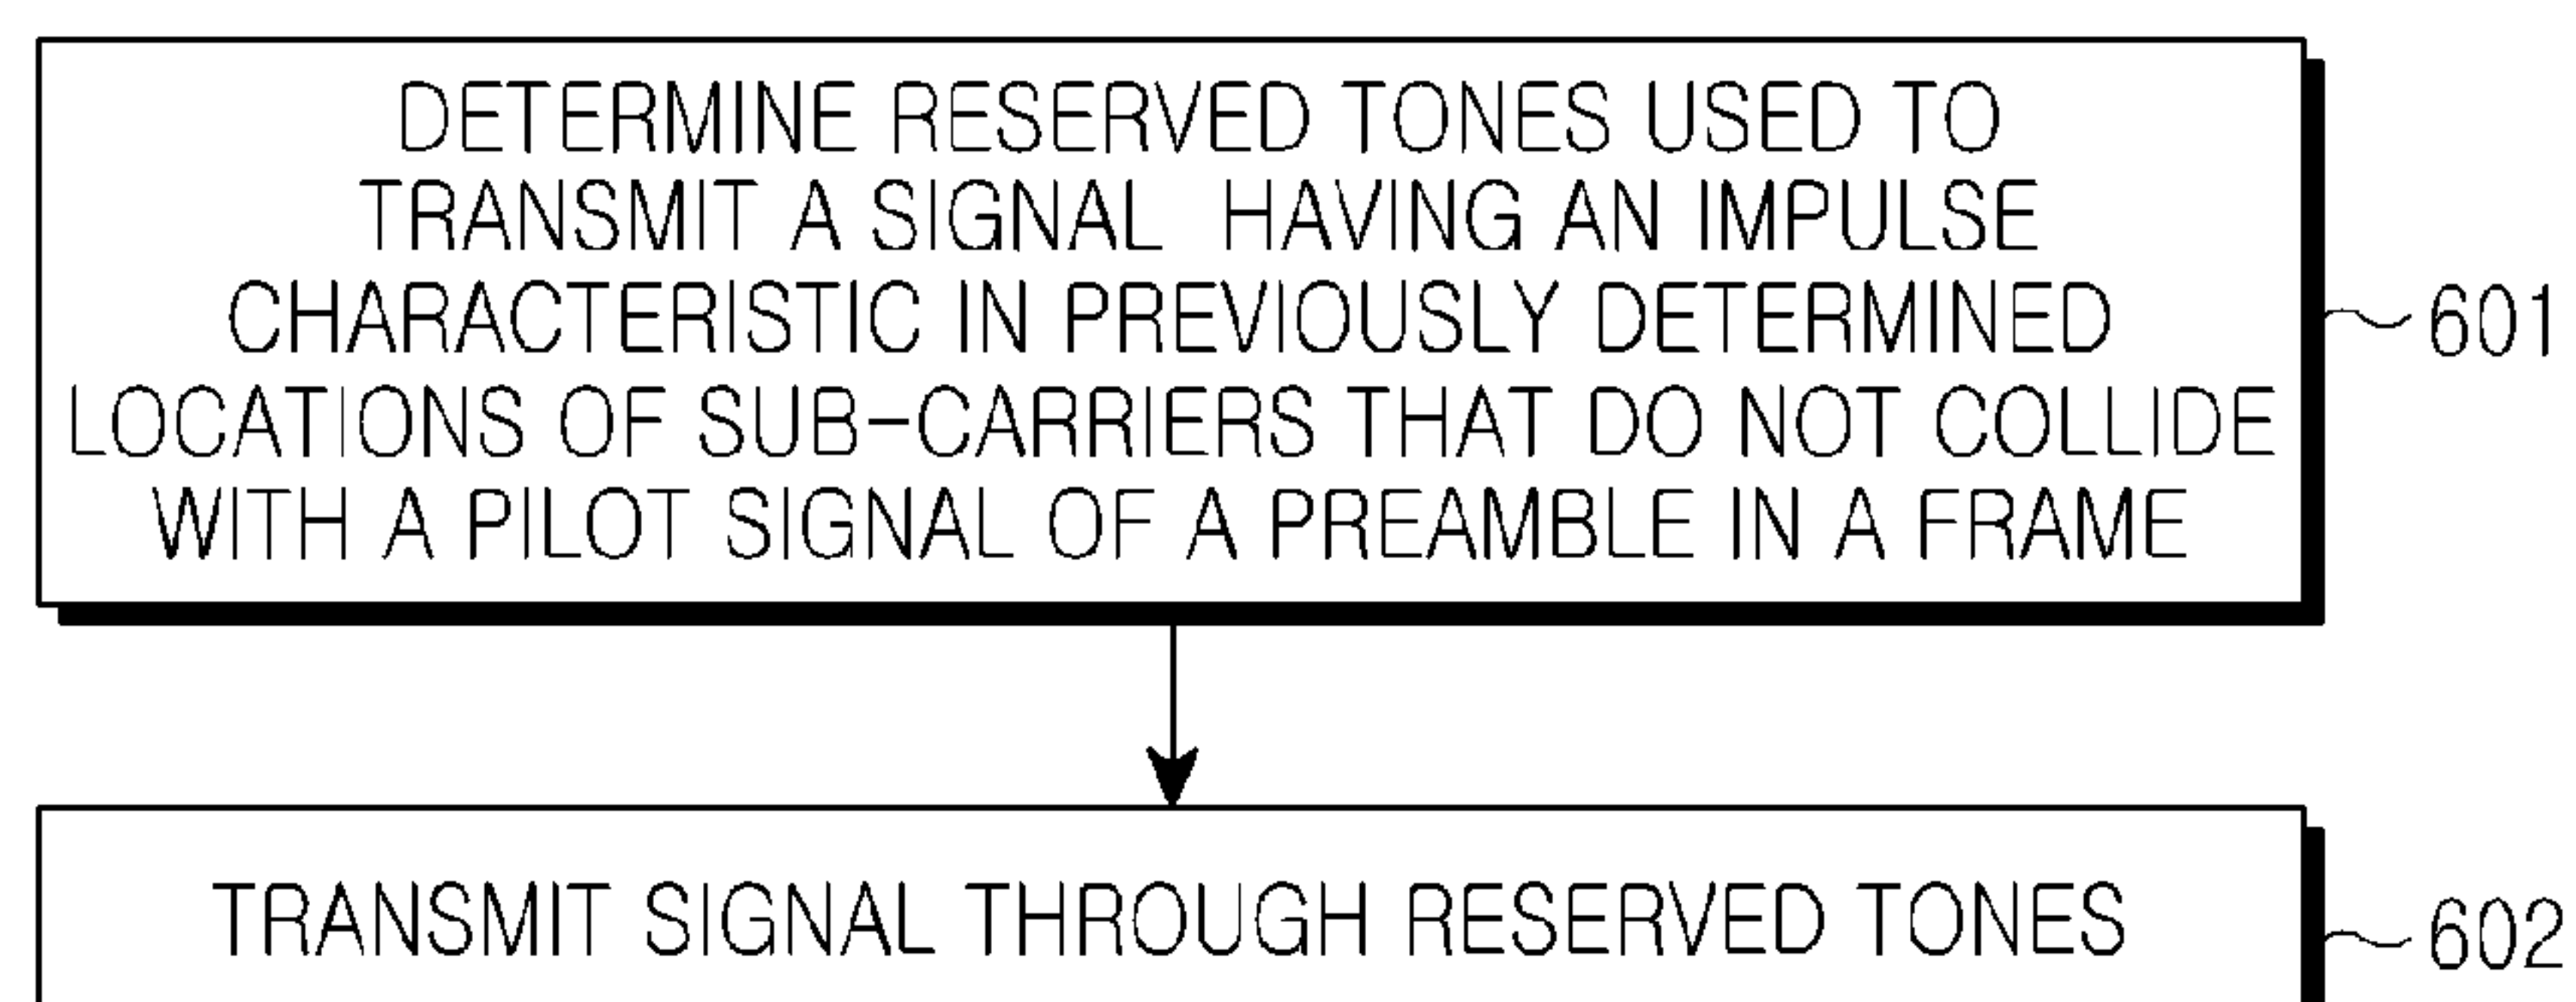 DETERMINE RESERVED TONES USED TO
TRANSMIT A SIGNAL HAVING AN IMPULSE
CHARACTERISTIC IN PREVIOUSLY DETERMINED
LOCATIONS OF SUB-CARRIERS THAT DO NOT COLLIDE
WITH A PILOT SIGNAL OF A PREAMBLE IN A FRAME
601
TRANSMIT SIGNAL THROUGH RESERVED TONES
602